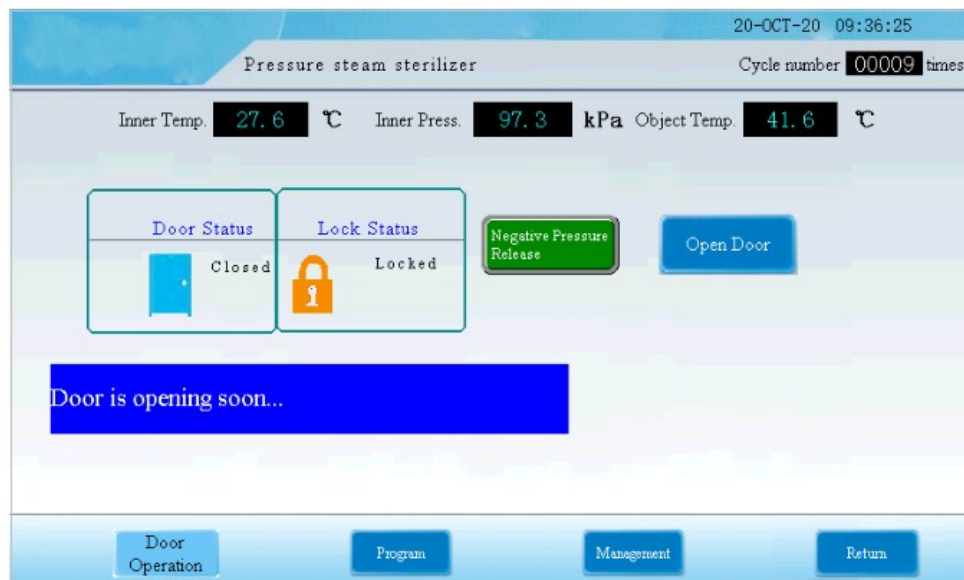 20-OCT-20 09:36:25
Pressure steam sterilizer
Cycle number 00009 times
Inner Temp. 27.6 ℃ Inner Press. 97.3 kPa Object Temp. 41.6 ℃
Door Status
Closed
Lock Status
Locked
Negative Pressure
Release
Open Door
Door is opening soon...
Door
Operation
Program
Management
Return